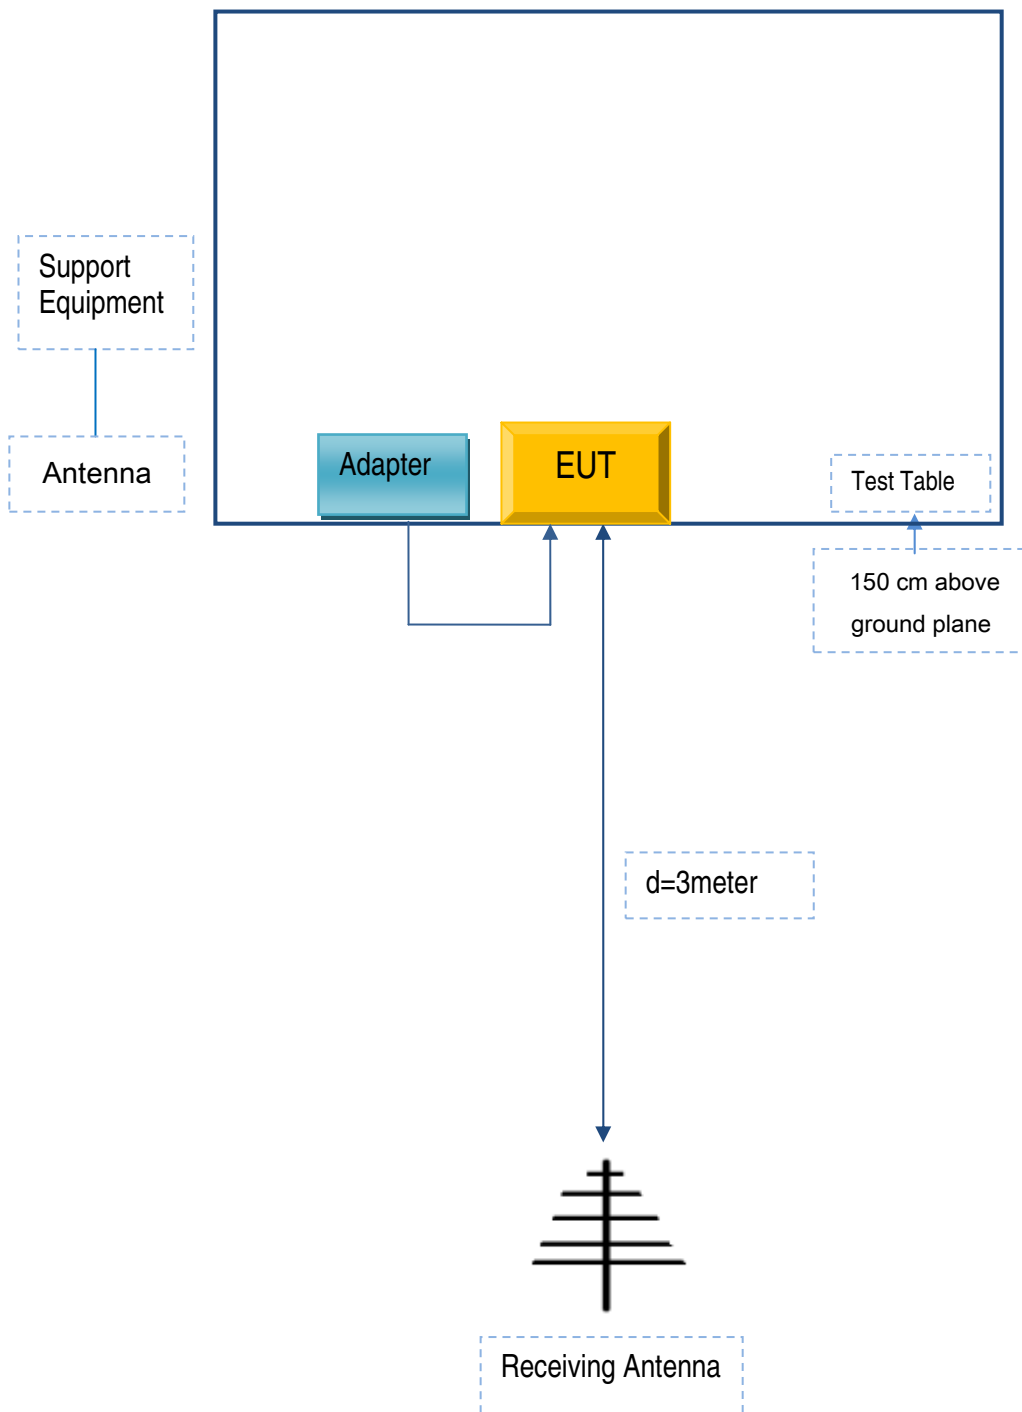 Support
Equipment
Antenna
Adapter
EUT
Test Table
150 cm above
ground plane
d=3meter
Receiving Antenna